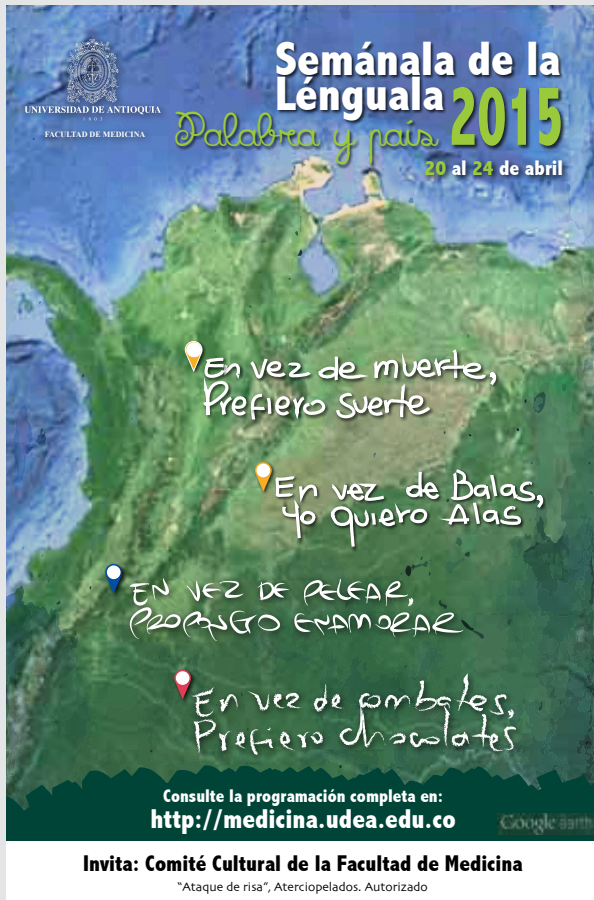 UNIVERSIDAD DE ANTIOQUIA
1803
FACULTAD DE MEDICINA
Semánala de la
Lénguala 2015
Palabra y país
20 al 24 de abril
En vez de muerte,
Prefiero suerte
En vez de Balas,
yo quiero Alas
EN VEZ DE PELEAR,
PROPONGO ENAMORAR
En vez de combates,
Prefiero chocolates
Consulte la programación completa en:
http://medicina.udea.edu.co
Google earth
Invita: Comité Cultural de la Facultad de Medicina
“Ataque de risa”, Aterciopelados. Autorizado